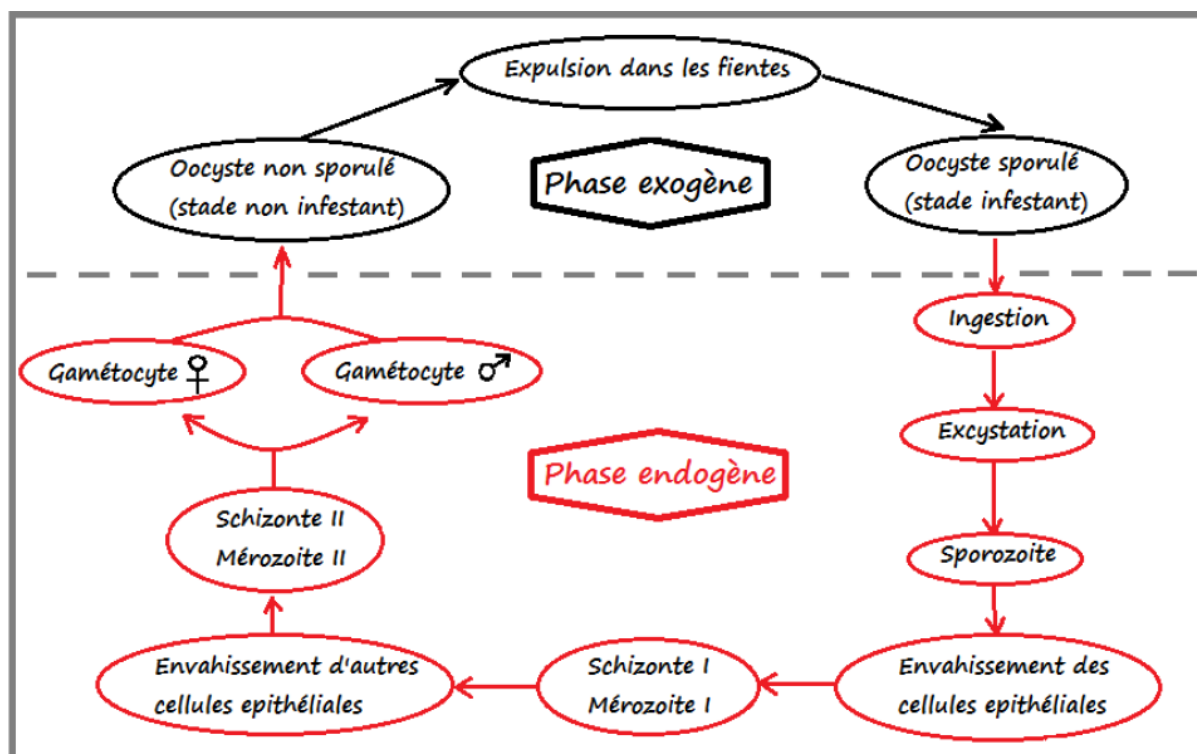 Expulsion dans les fientes
Oocyste non sporulé
(stade non infestant)
Phase exogène
Oocyste sporulé
(stade infestant)
Ingestion
Gamétocyte ♀
Gamétocyte ♂
Excystation
Phase endogène
Schizonte II
Mérozoite II
Sporozoite
Envahissement d'autres
cellules epithéliales
Schizonte I
Mérozoite I
Envahissement des
cellules epithéliales